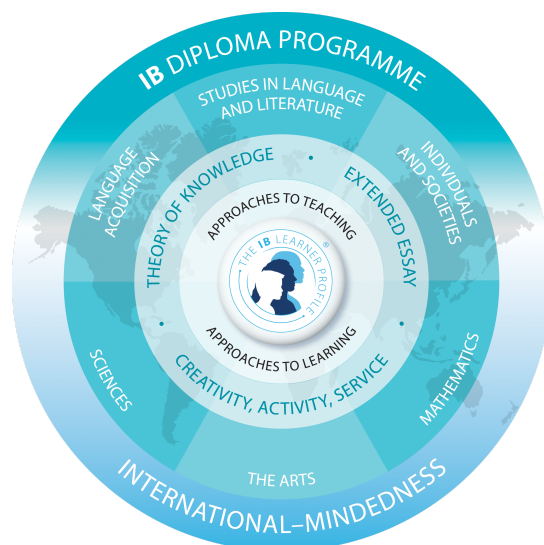 IB DIPLOMA PROGRAMME
STUDIES IN LANGUAGE
AND LITERATURE
LANGUAGE
ACQUISITION
INDIVIDUALS
AND SOCIETIES
THEORY OF KNOWLEDGE
•
EXTENDED ESSAY
APPROACHES TO TEACHING
THE IB LEARNER PROFILE
®
APPROACHES TO LEARNING
•
CREATIVITY, ACTIVITY, SERVICE
•
SCIENCES
MATHEMATICS
THE ARTS
INTERNATIONAL–MINDEDNESS